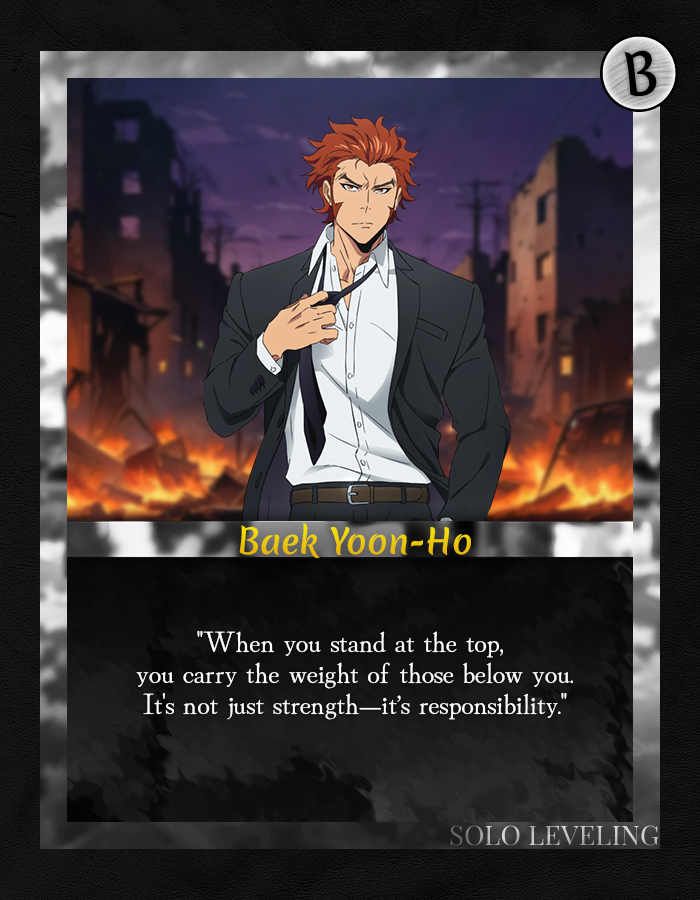 B
Baek Yoon-Ho
"When you stand at the top,
you carry the weight of those below you.
It's not just strength—it’s responsibility."
SOLO LEVELING